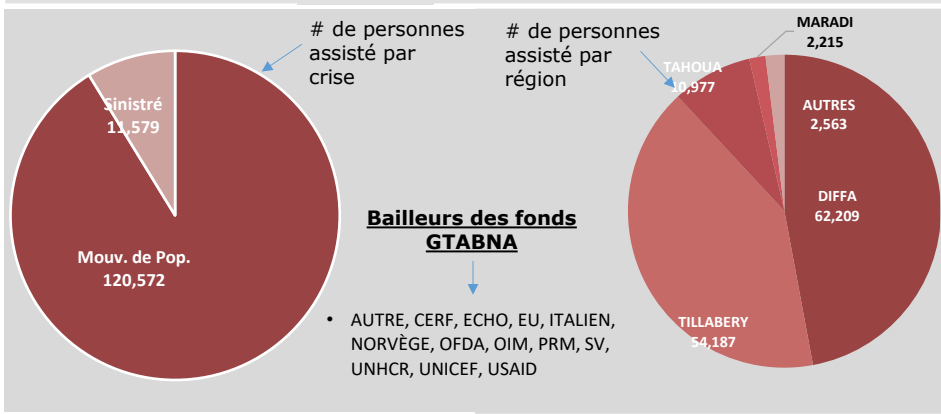 # de personnes
assisté par
crise
Sinistré
11,579
Mouv. de Pop.
120,572
Bailleurs des fonds
GTABNA
• AUTRE, CERF, ECHO, EU, ITALIEN,
NORVÈGE, OFDA, OIM, PRM, SV,
UNHCR, UNICEF, USAID
# de personnes
assisté par
région
MARADI
2,215
TAHOUA
10,977
AUTRES
2,563
DIFFA
62,209
TILLABERY
54,187